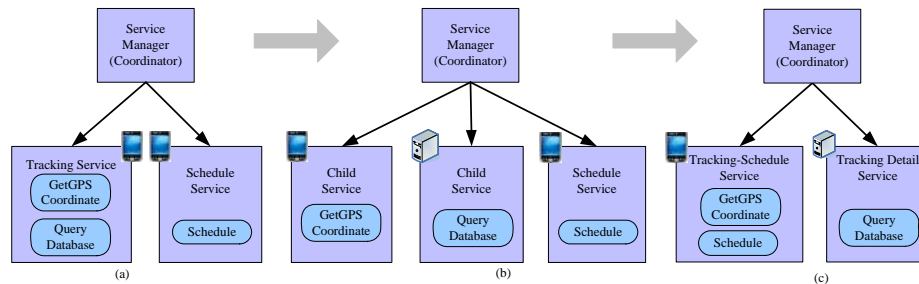 Service
Manager
(Coordinator)
Tracking Service
GetGPS
Coordinate
Query
Database
Schedule
Service
Schedule
(a)
Service
Manager
(Coordinator)
Child
Service
GetGPS
Coordinate
Child
Service
Query
Database
Schedule
Service
Schedule
(b)
Service
Manager
(Coordinator)
Tracking-Schedule
Service
GetGPS
Coordinate
Schedule
Tracking Detail
Service
Query
Database
(c)